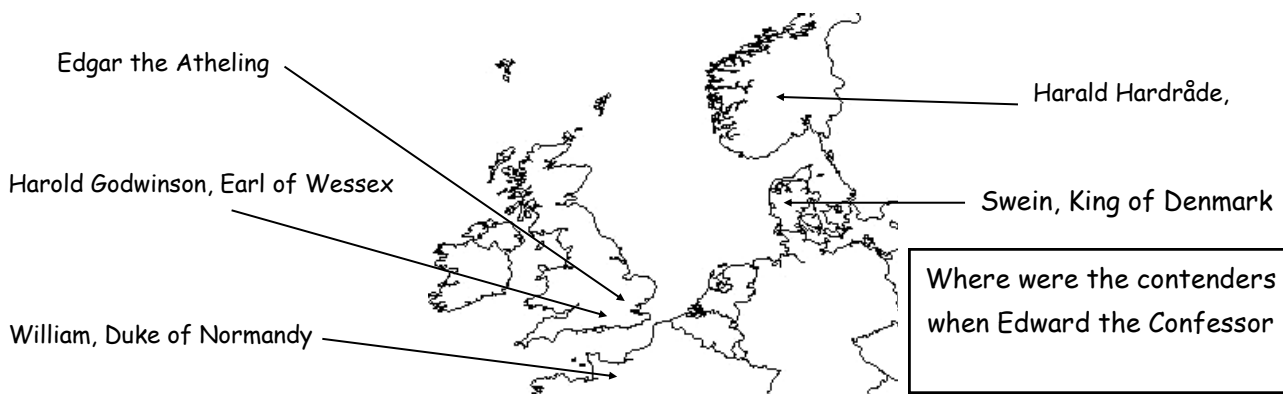 Edgar the Atheling
Harald Hardråde,
Harold Godwinson, Earl of Wessex
Swein, King of Denmark
William, Duke of Normandy
Where were the contenders
when Edward the Confessor